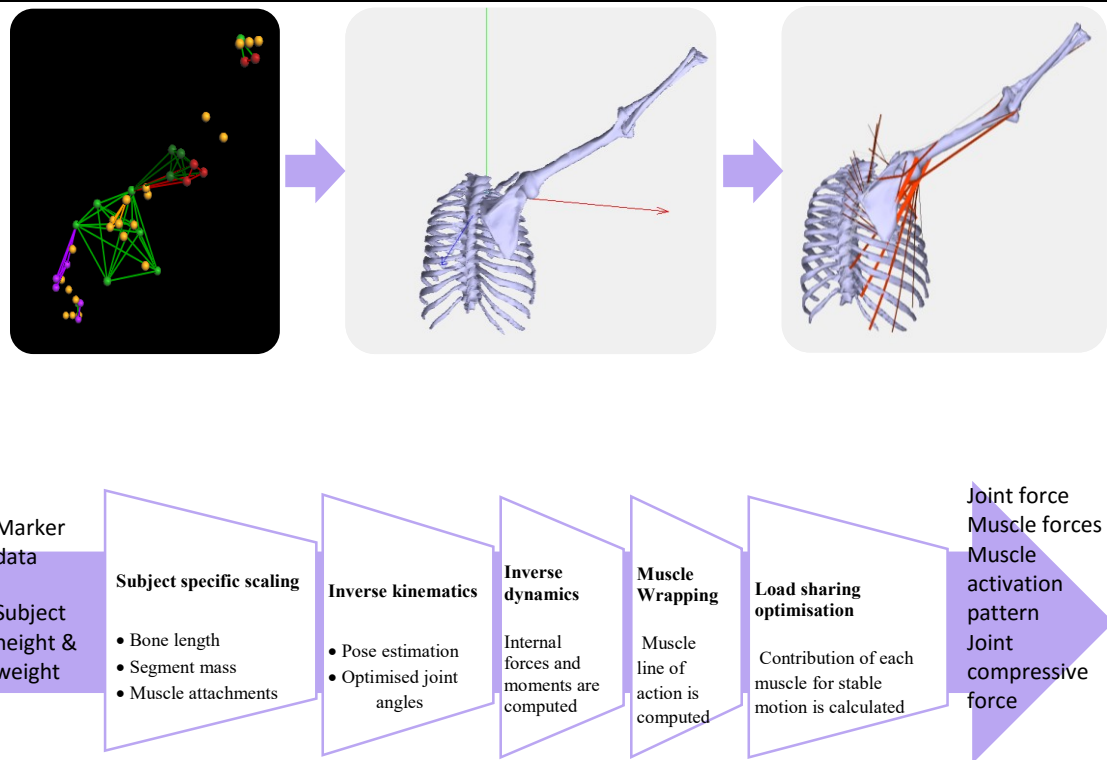 Marker
data
Subject
height &
weight
Subject specific scaling
• Bone length
• Segment mass
• Muscle attachments
Inverse kinematics
• Pose estimation
• Optimised joint
angles
Inverse
dynamics
Internal
forces and
moments are
computed
Muscle
Wrapping
Muscle
line of
action is
computed
Load sharing
optimisation
Contribution of each
muscle for stable
motion is calculated
Joint force
Muscle forces
Muscle
activation
pattern
Joint
compressive
force